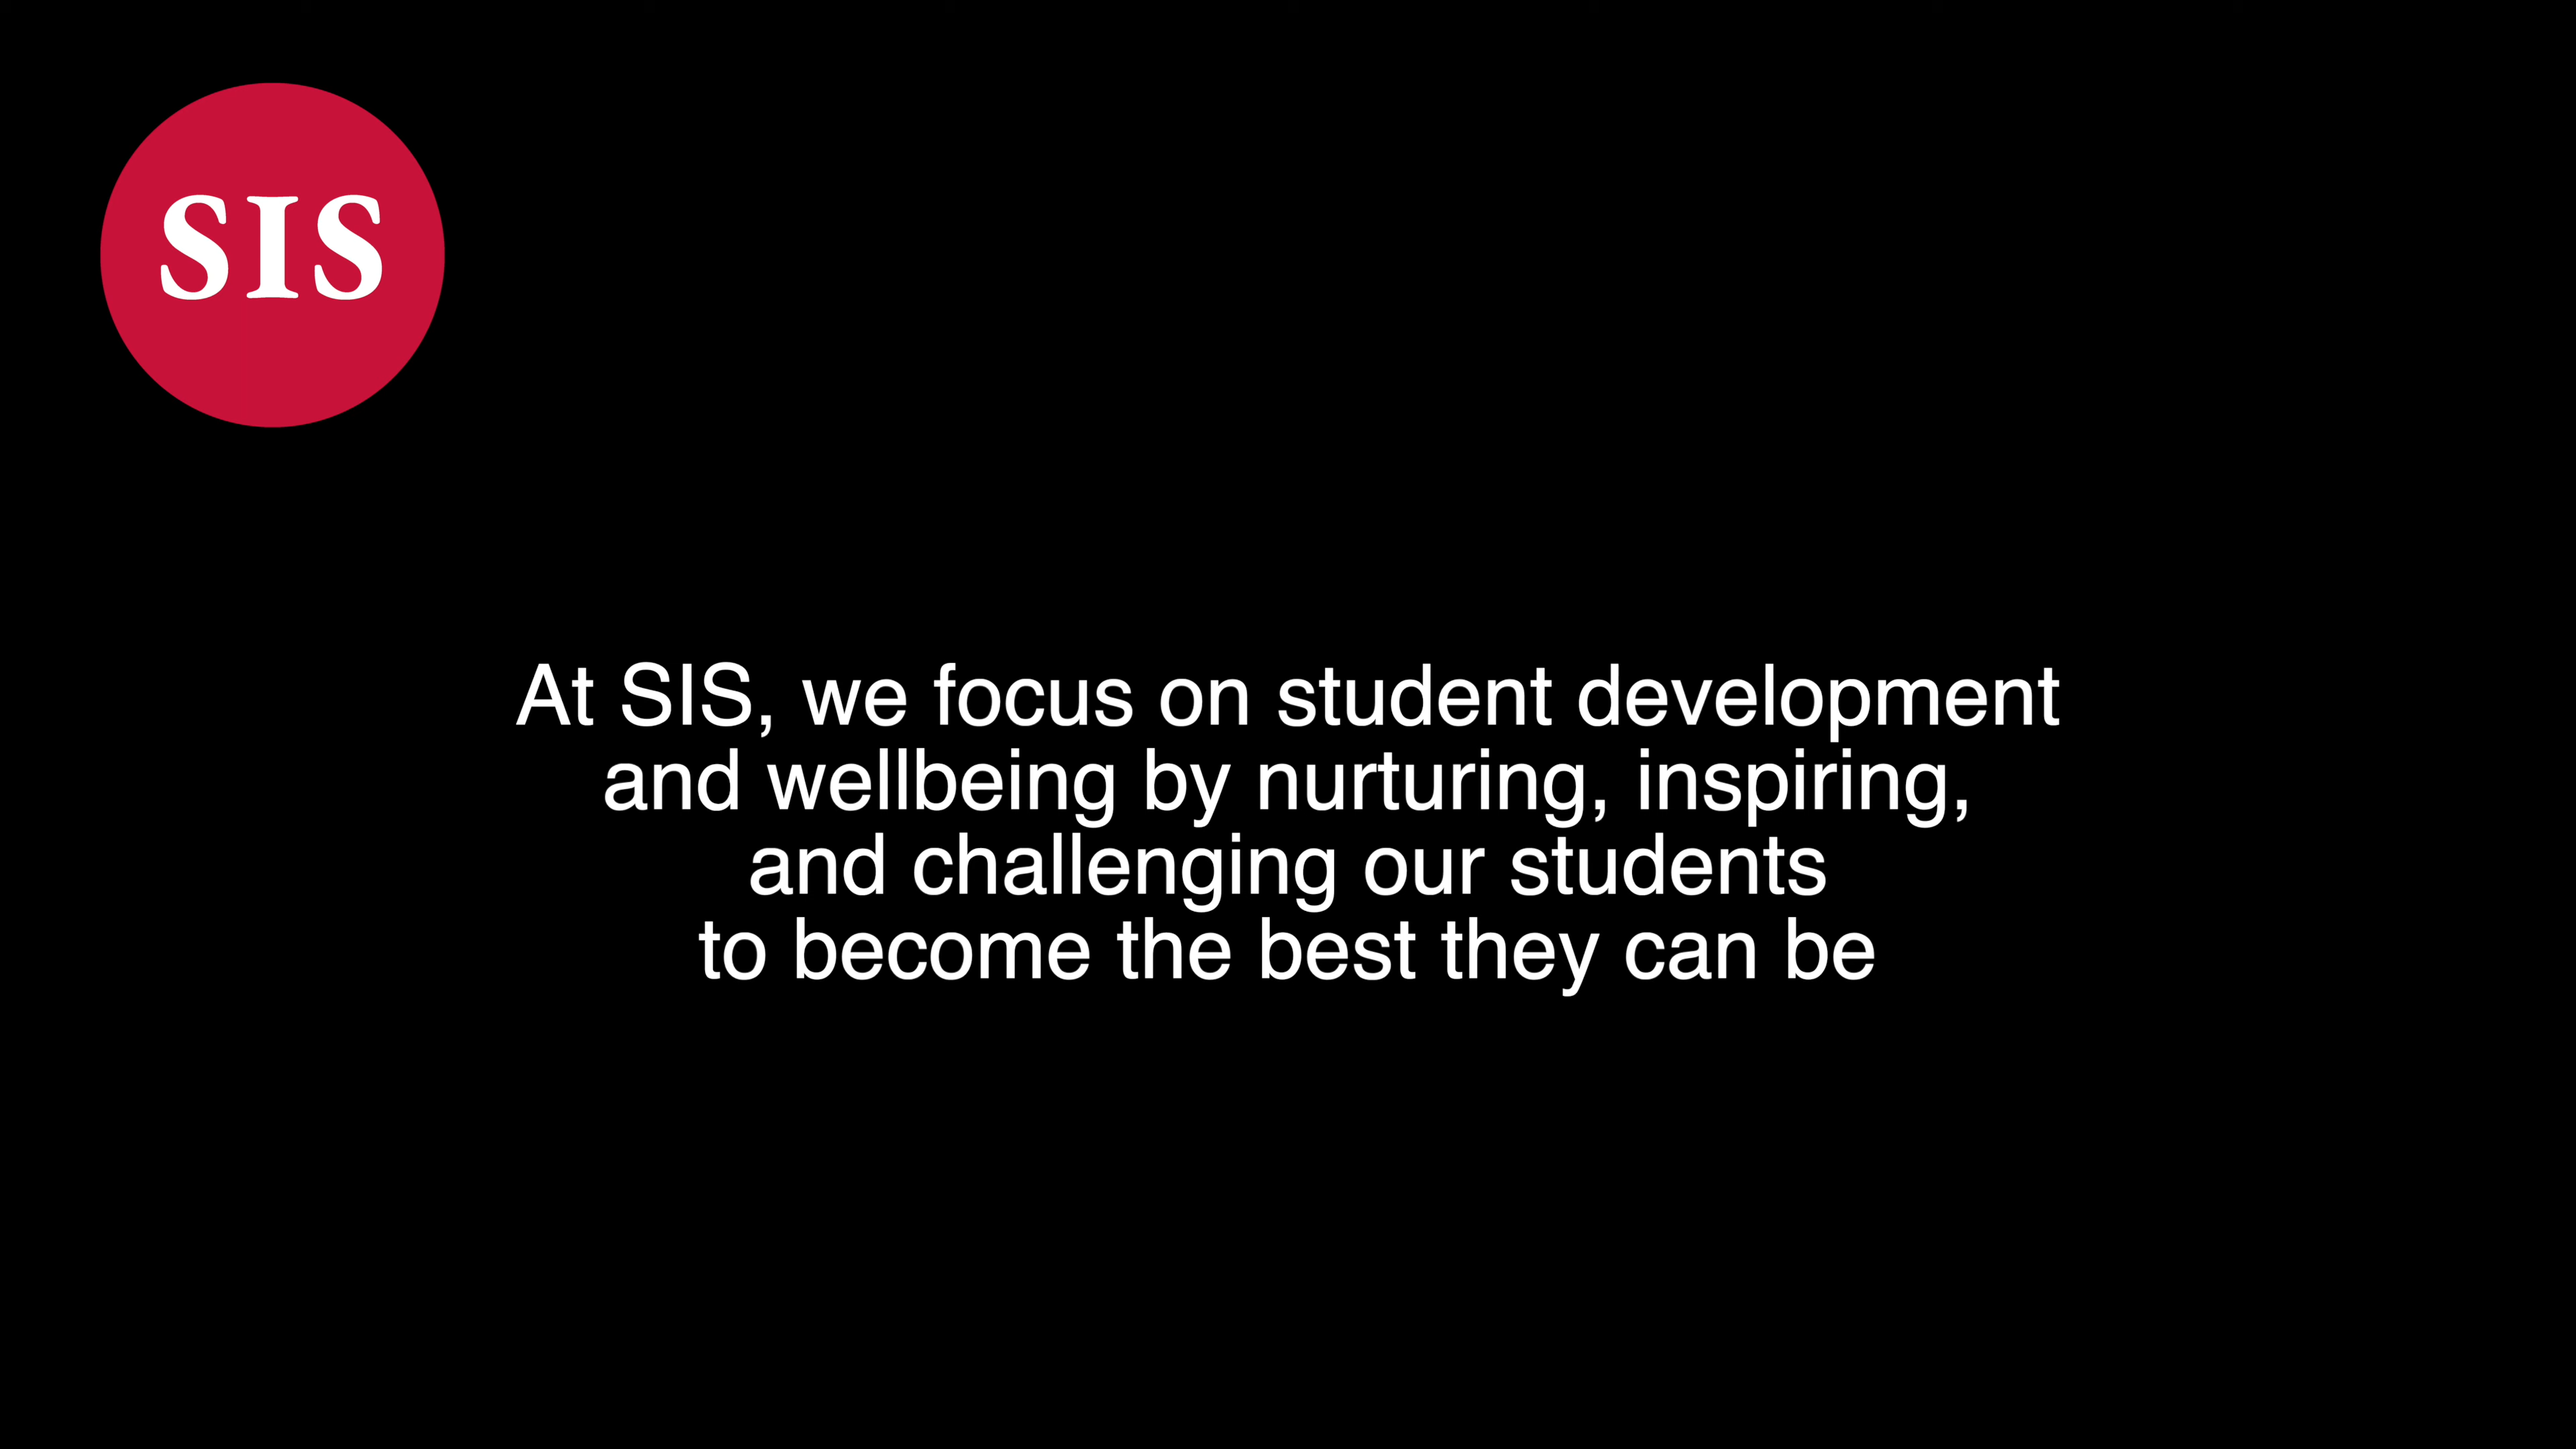 SIS
At SIS, we focus on student development
and wellbeing by nurturing, inspiring,
and challenging our students
to become the best they can be